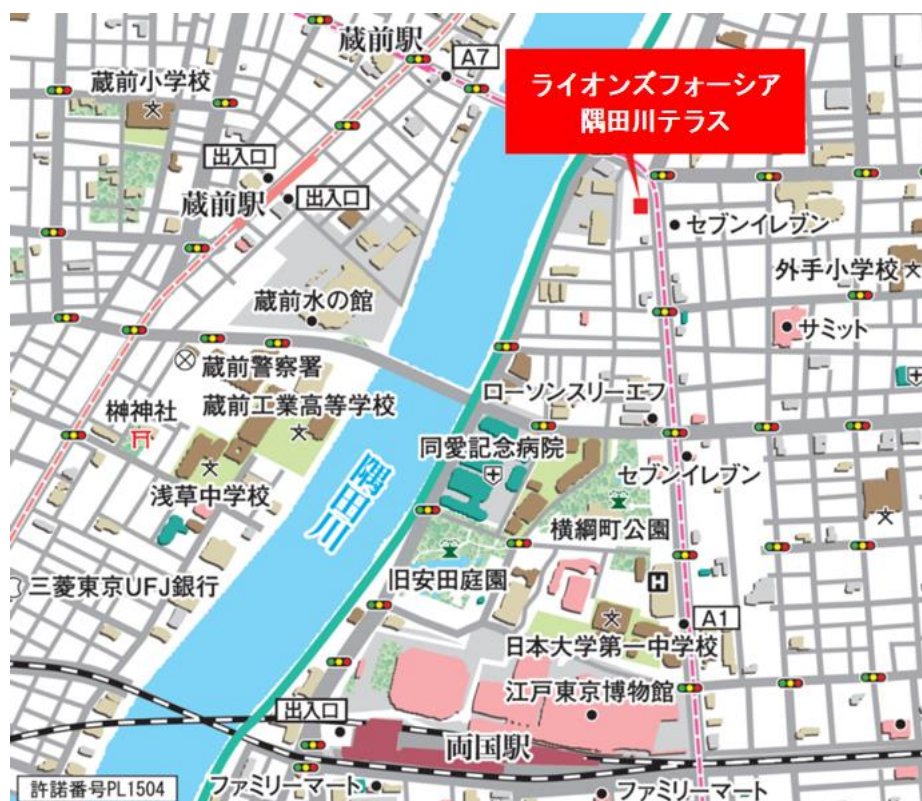 蔵前駅
A7
蔵前小学校
ライオンズフォーシア
隅田川テラス
出入口
出入口
蔵前駅
セブンイレブン
外手小学校
蔵前水の館
サミット
蔵前警察署
ローソンスリーエフ
榊神社
蔵前工業高等学校
同愛記念病院
セブンイレブン
浅草中学校
隅田川
横網町公園
三菱東京UFJ銀行
旧安田庭園
H
A1
日本大学第一中学校
江戸東京博物館
出入口
両国駅
許諾番号PL1504
ファミリーマート
ファミリーマート